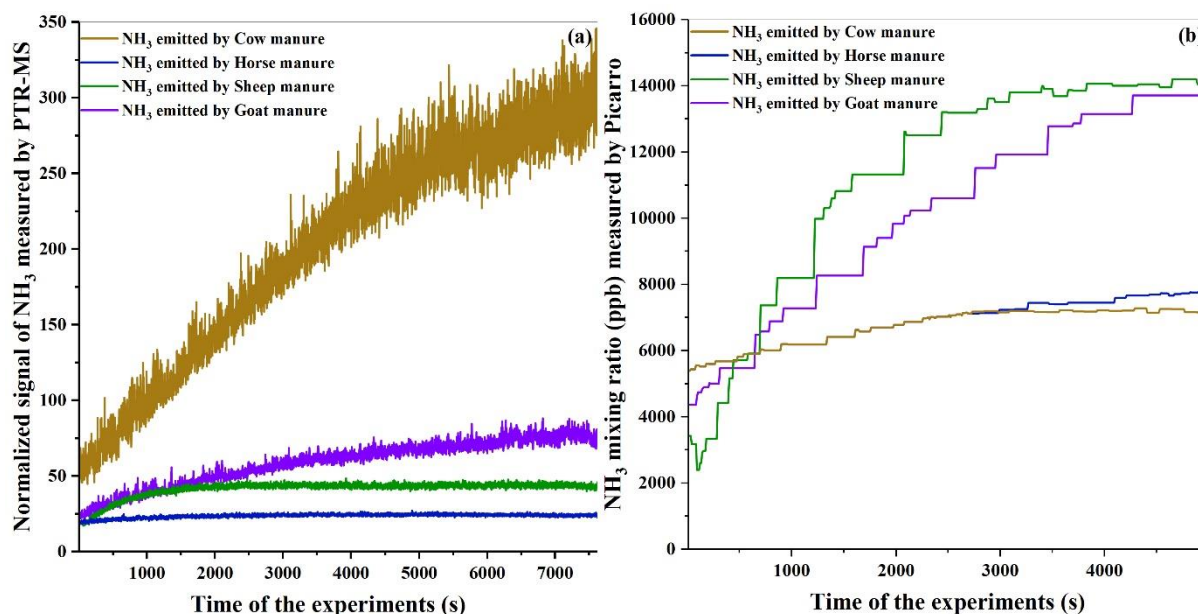 (a)
NH3 emitted by Cow manure
NH3 emitted by Horse manure
NH3 emitted by Sheep manure
NH3 emitted by Goat manure
Normalized signal of NH3 measured by PTR-MS
350
300
250
200
150
100
50
0
1000 2000 3000 4000 5000 6000 7000
Time of the experiments (s)
(b)
NH3 emitted by Cow manure
NH3 emitted by Horse manure
NH3 emitted by Sheep manure
NH3 emitted by Goat manure
NH3 mixing ratio (ppb) measured by Picarro
16000
14000
12000
10000
8000
6000
4000
2000
0
1000 2000 3000 4000
Time of the experiments (s)